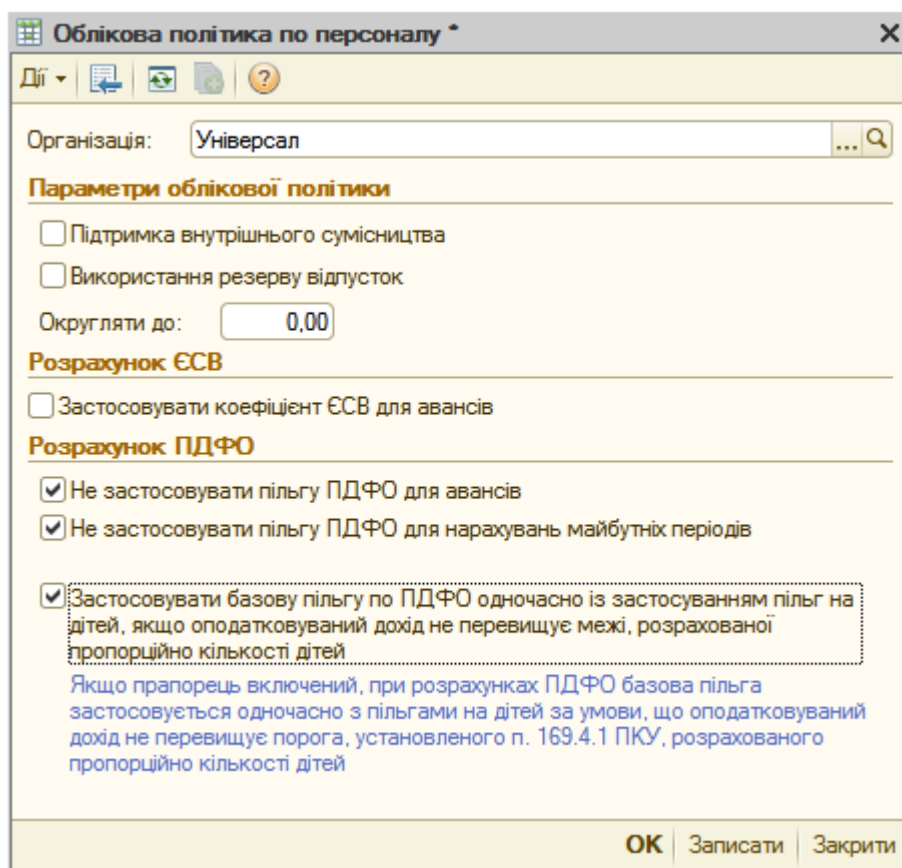 Облікова політика по персоналу *
Дії
Організація: Універсал ...
Параметри облікової політики
Підтримка внутрішнього сумісництва
Використання резерву відпусток
Округляти до: 0,00
Розрахунок ЄСВ
Застосовувати коефіцієнт ЄСВ для авансів
Розрахунок ПДФО
Не застосовувати пільгу ПДФО для авансів
Не застосовувати пільгу ПДФО для нарахувань майбутніх періодів
Застосовувати базову пільгу по ПДФО одночасно із застосуванням пільг на
дітей, якщо оподатковуваний дохід не перевищує межі, розрахованої
пропорційно кількості дітей
Якщо прапорець включений, при розрахунках ПДФО базова пільга
застосовується одночасно з пільгами на дітей за умови, що оподатковуваний
дохід не перевищує порога, установленого п. 169.4.1 ПКУ, розрахованого
пропорційно кількості дітей
OK Записати Закрити